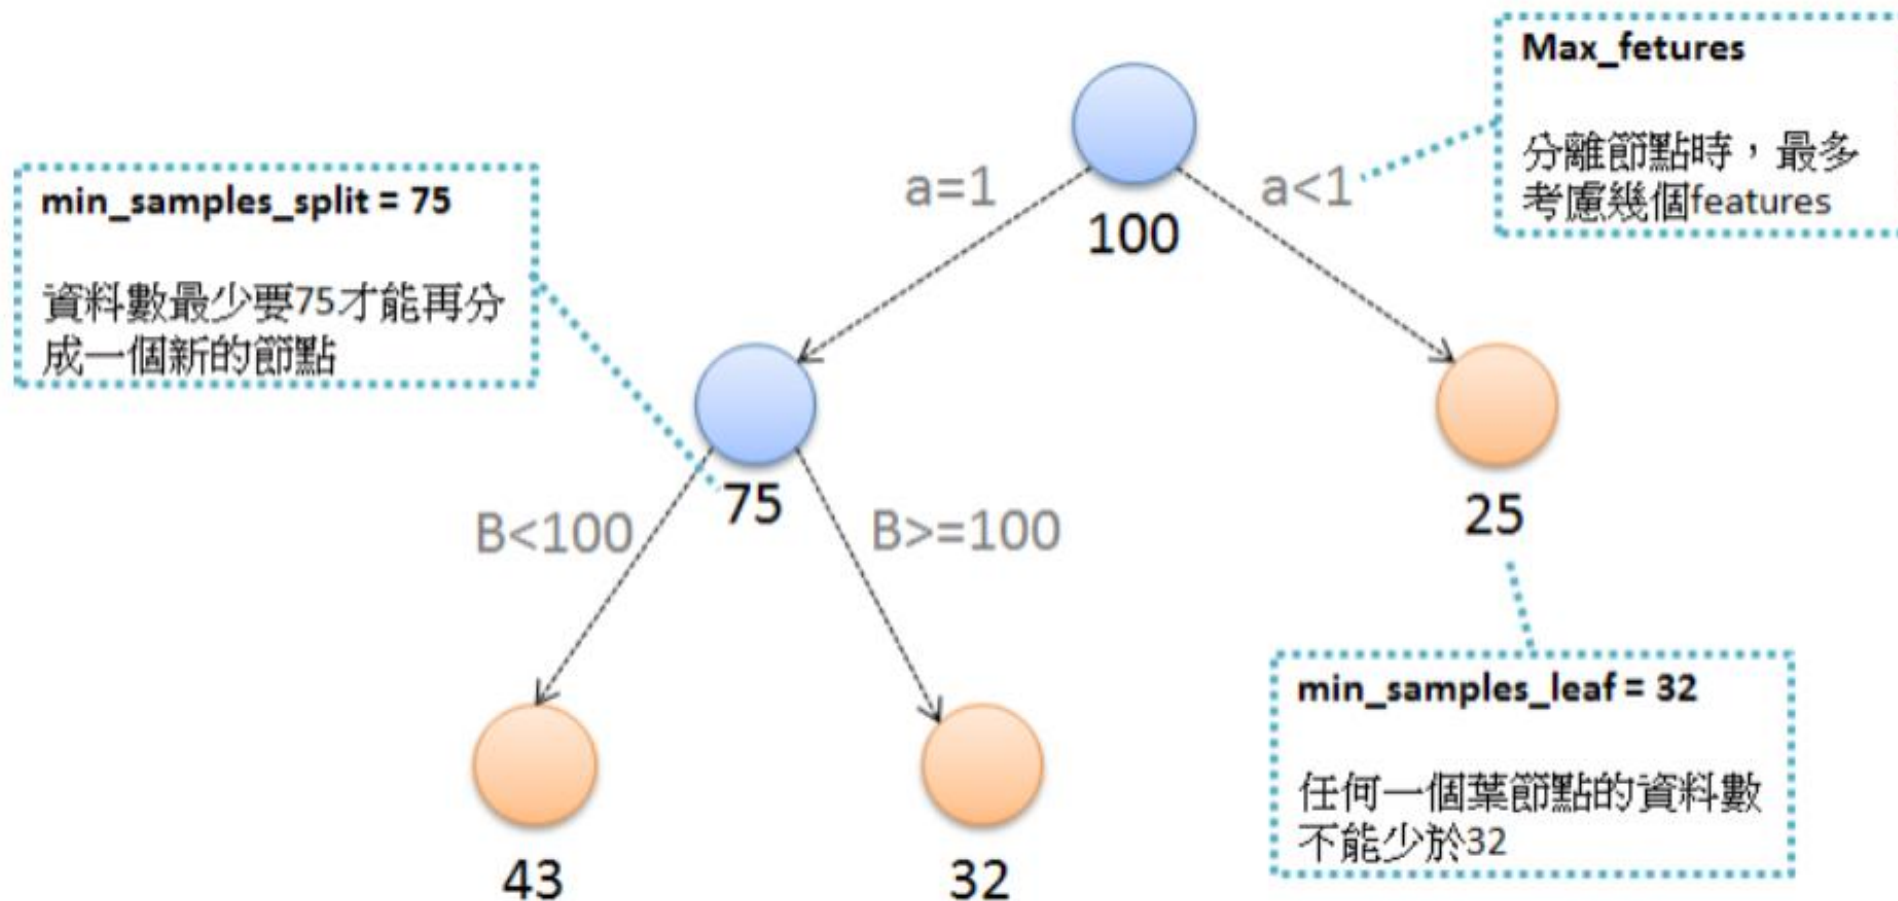 Max_fetures
分離節點時，最多
考慮幾個features
min_samples_split = 75
資料數最少要75才能再分
成一個新的節點
a=1
a<1
100
75
25
B<100
B>=100
min_samples_leaf = 32
任何一個葉節點的資料數
不能少於32
43
32